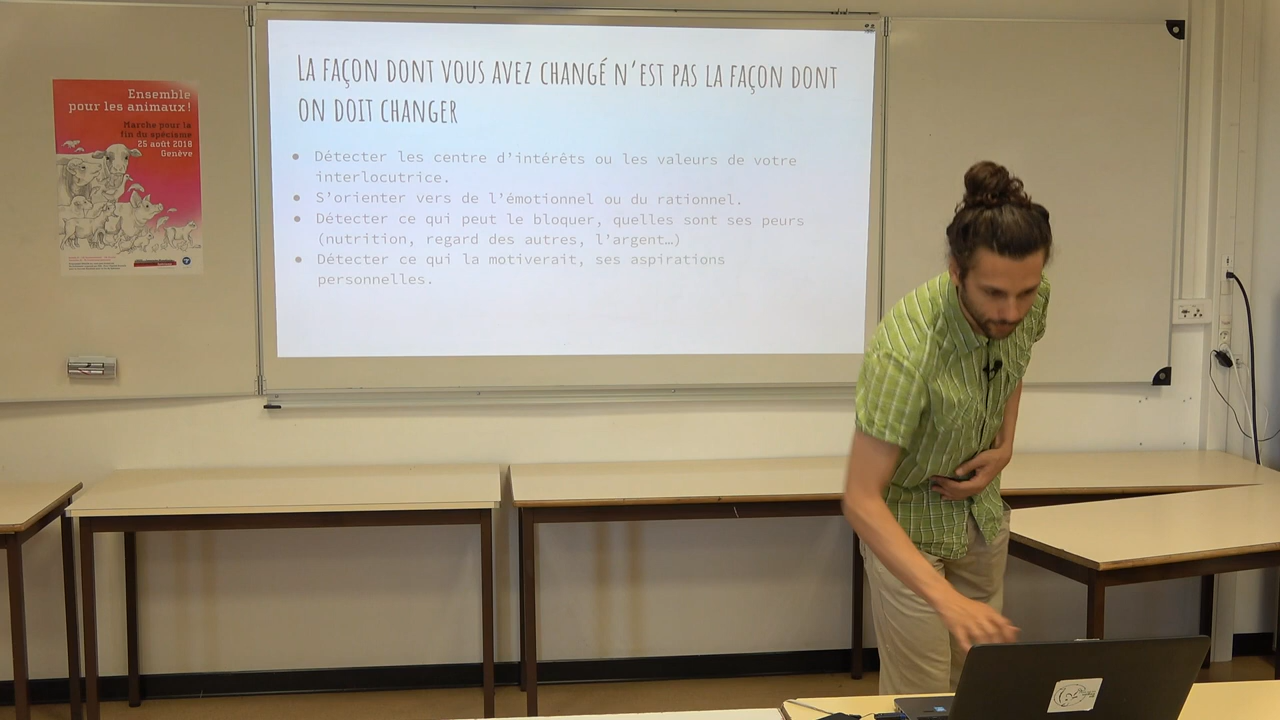 Ensemble
pour les animaux!
Marche pour la
fin du spécisme
25 août 2018
Genève
La façon dont vous avez changé n'est pas la façon dont
on doit changer
● Détecter les centre d'intérêts ou les valeurs de votre
interlocutrice.
● S'orienter vers de l'émotionnel ou du rationnel.
● Détecter ce qui peut le bloquer, quelles sont ses peurs
(nutrition, regard des autres, l'argent…)
● Détecter ce qui la motiverait, ses aspirations
personnelles.